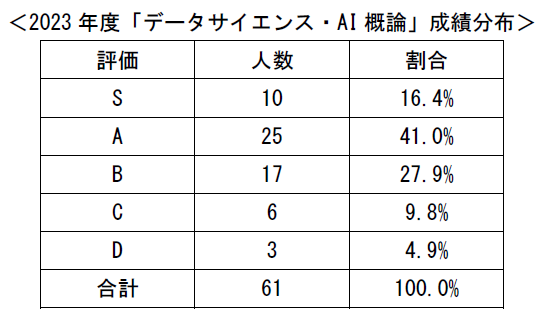 ＜2023 年度「データサイエンス・AI 概論」成績分布＞
評価 人数 割合
S 10 16.4%
A 25 41.0%
B 17 27.9%
C 6 9.8%
D 3 4.9%
合計 61 100.0%